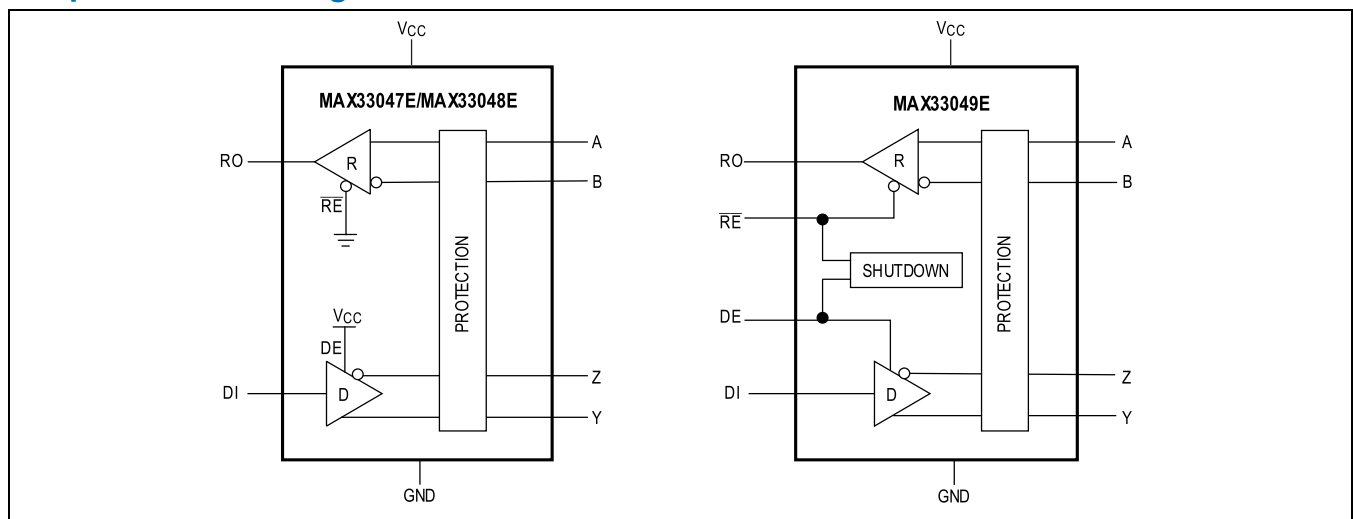 VCC
MAX33047E/MAX33048E
RO
R
RE
A
B
PROTECTION
VCC
DE
DI
D
Z
Y
GND
VCC
MAX33049E
RO
R
RE
SHUTDOWN
DE
DI
D
PROTECTION
A
B
Z
Y
GND